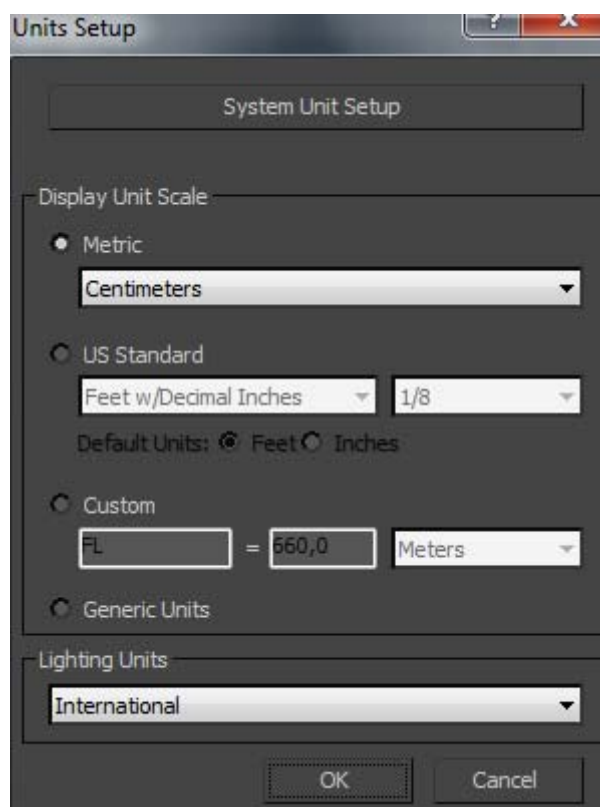 Units Setup
? X
System Unit Setup
Display Unit Scale
Metric
Centimeters
US Standard
Feet w/Decimal Inches 1/8
Default Units: Feet Inches
Custom
FL = 660,0 Meters
Generic Units
Lighting Units
International
OK Cancel